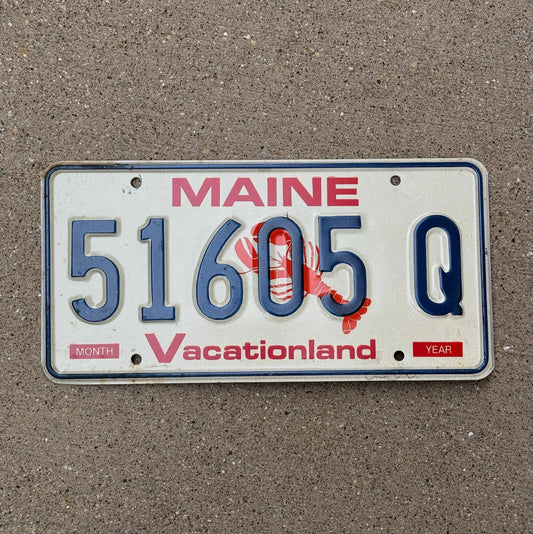 MAINE
51605 Q
MONTH Vacationland YEAR